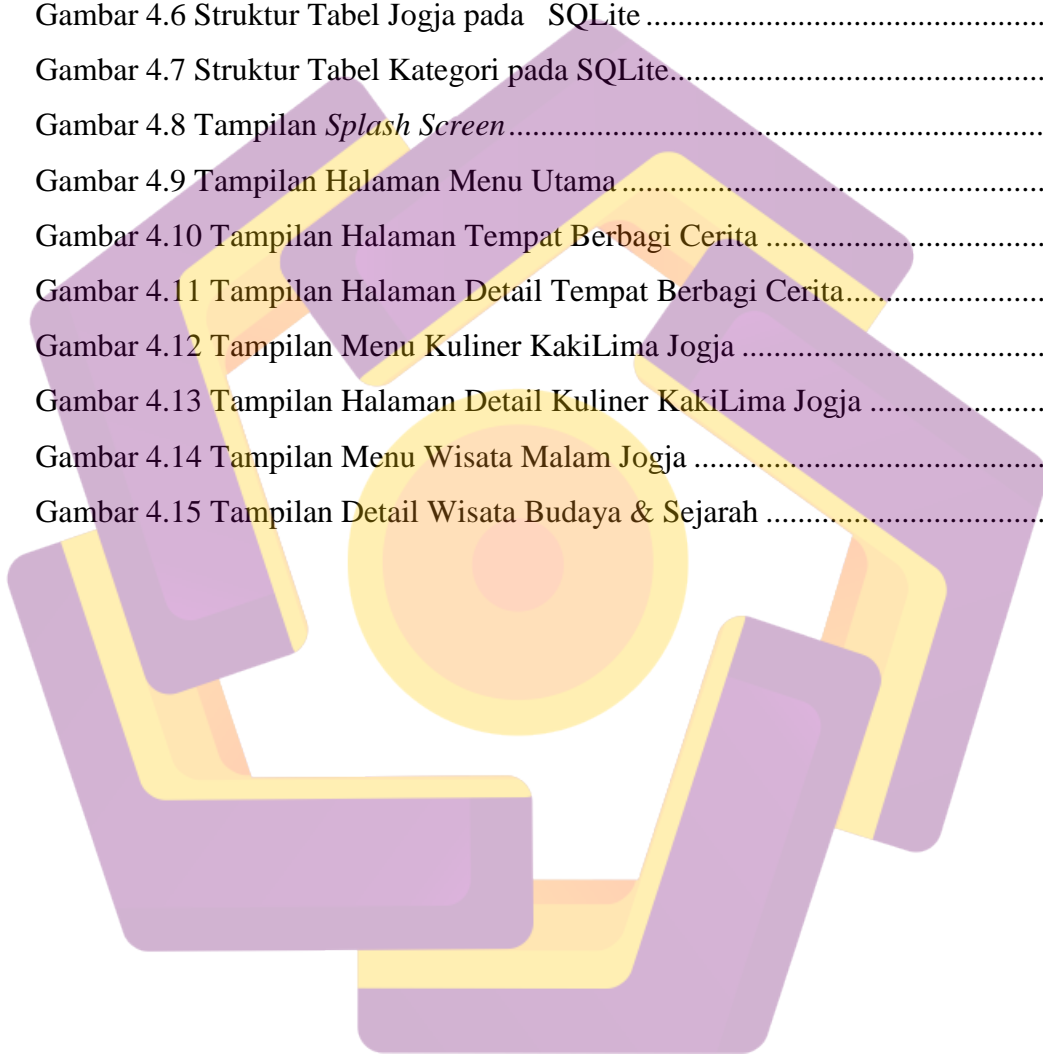 Gambar 4.6 Struktur Tabel Jogja pada   SQLite ..........................................................
Gambar 4.7 Struktur Tabel Kategori pada SQLite.......................................................
Gambar 4.8 Tampilan Splash Screen..............................................................................
Gambar 4.9 Tampilan Halaman Menu Utama .............................................................
Gambar 4.10 Tampilan Halaman Tempat Berbagi Cerita ........................................
Gambar 4.11 Tampilan Halaman Detail Tempat Berbagi Cerita.............................
Gambar 4.12 Tampilan Menu Kuliner KakiLima Jogja ............................................
Gambar 4.13 Tampilan Halaman Detail Kuliner KakiLima Jogja .........................
Gambar 4.14 Tampilan Menu Wisata Malam Jogja ...................................................
Gambar 4.15 Tampilan Detail Wisata Budaya & Sejarah ........................................